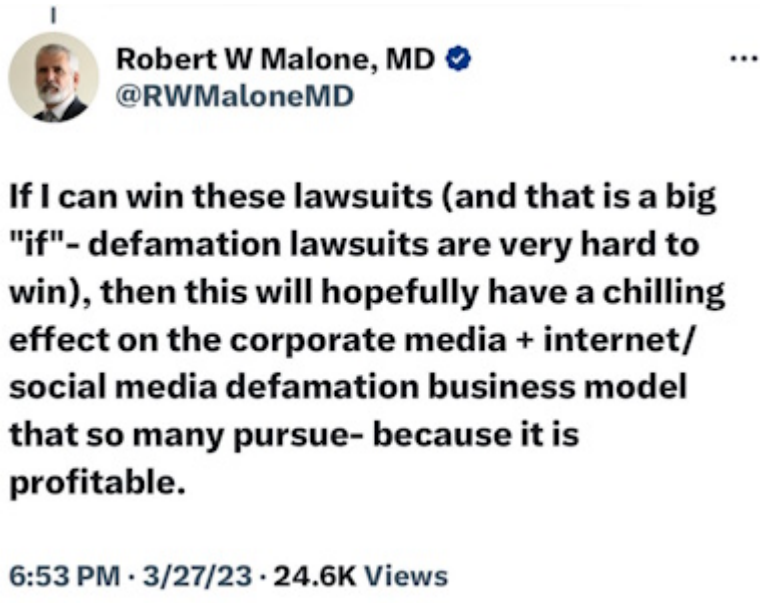 Robert W Malone, MD
@RWMaloneMD
If I can win these lawsuits (and that is a big
"if"- defamation lawsuits are very hard to
win), then this will hopefully have a chilling
effect on the corporate media + internet/
social media defamation business model
that so many pursue- because it is
profitable.
6:53 PM · 3/27/23 · 24.6K Views